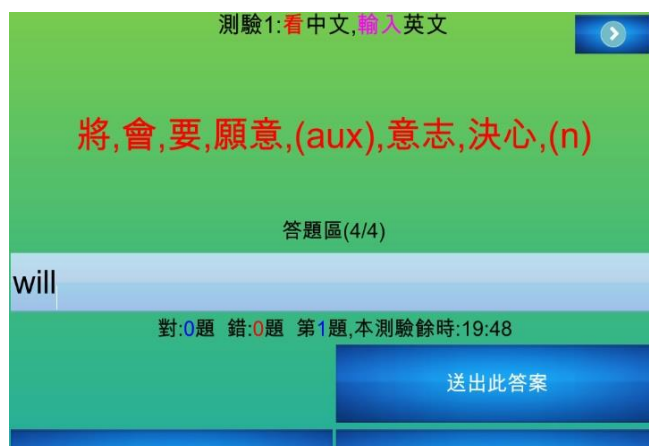 測驗1:看中文,輸入英文
將,會,要,願意,(aux),意志,決心,(n)
答題區(4/4)
will
對:0題 錯:0題 第1題,本測驗餘時:19:48
送出此答案